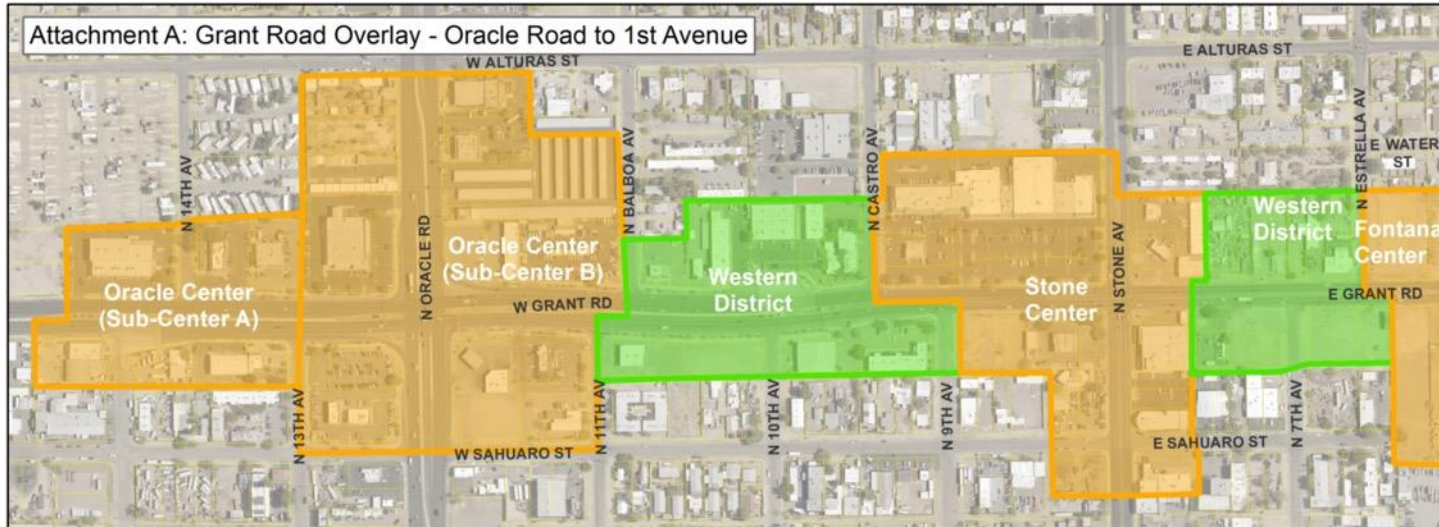 Attachment A: Grant Road Overlay - Oracle Road to 1st Avenue
W ALTURAS ST
E ALTURAS ST
N 14TH AV
N ORACLE RD
N BALBOA AV
N CASTRO AV
N STONE AV
N ESTRELLA AV
E WATER
ST
Oracle Center
(Sub-Center A)
Oracle Center
(Sub-Center B)
Western
District
Stone
Center
Western
District
Fontana
Center
W GRANT RD
E GRANT RD
N 13TH AV
N 11TH AV
N 10TH AV
N 9TH AV
N 7TH AV
W SAHUARO ST
E SAHUARO ST